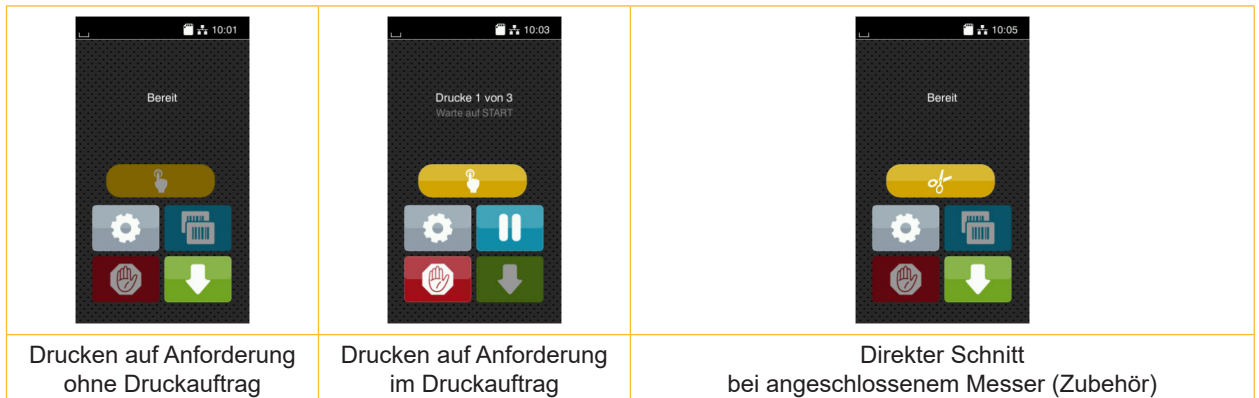 10:01
Bereit
10:03
Drucke 1 von 3
Warte auf START
10:05
Bereit
Drucken auf Anforderung
ohne Druckauftrag
Drucken auf Anforderung
im Druckauftrag
Direkter Schnitt
bei angeschlossenem Messer (Zubehör)